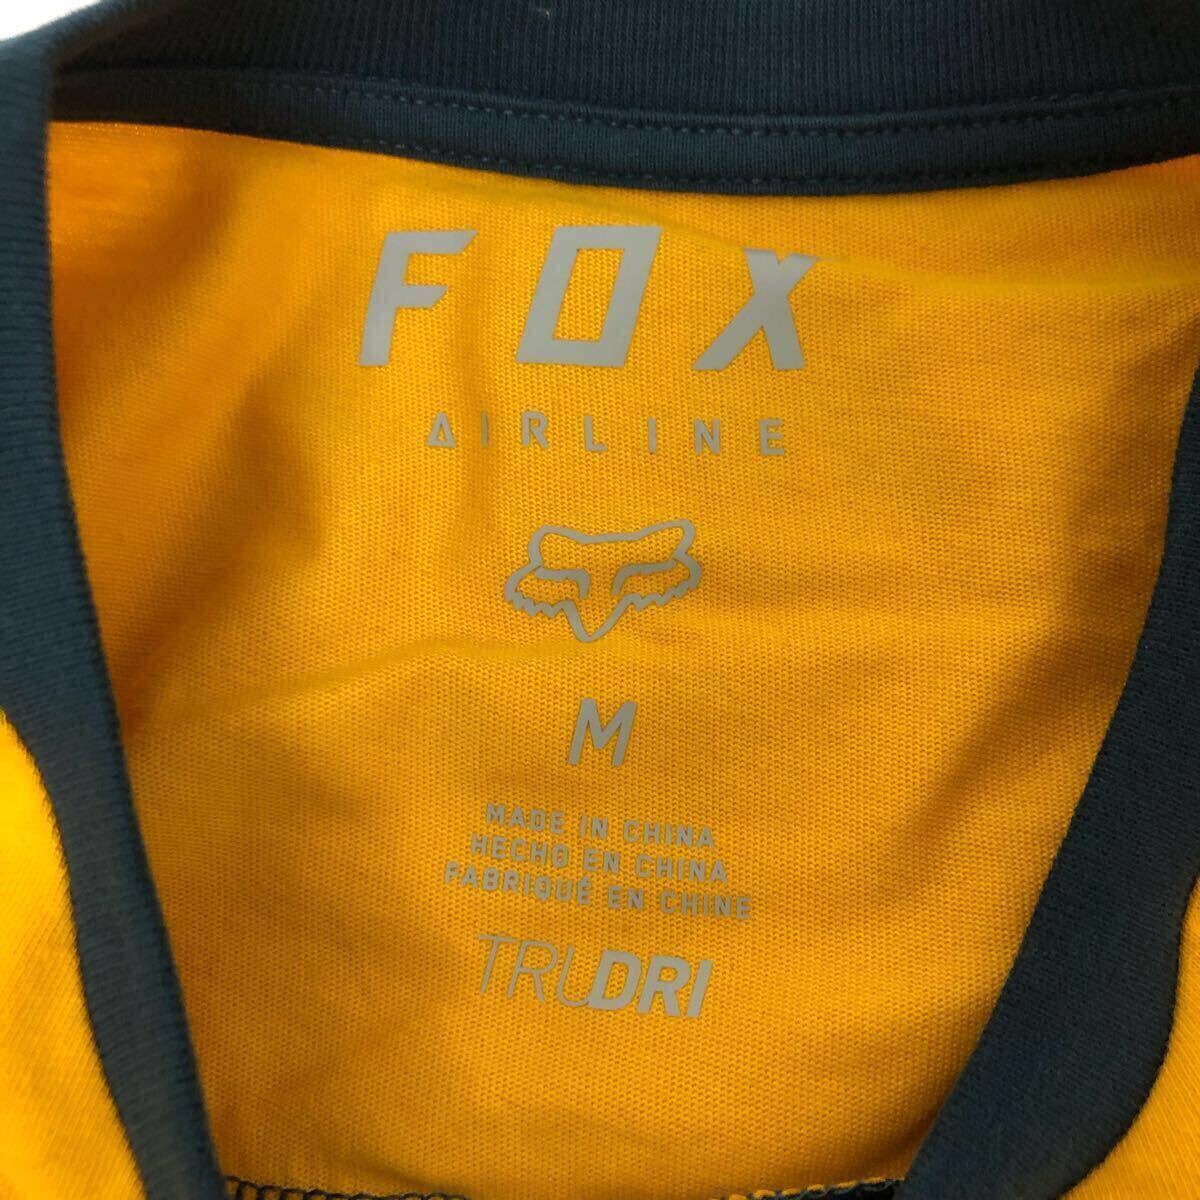 FOX
AIRLINE
M
MADE IN CHINA
HECHO EN CHINA
FABRIQUÉ EN CHINE
TRUDRI